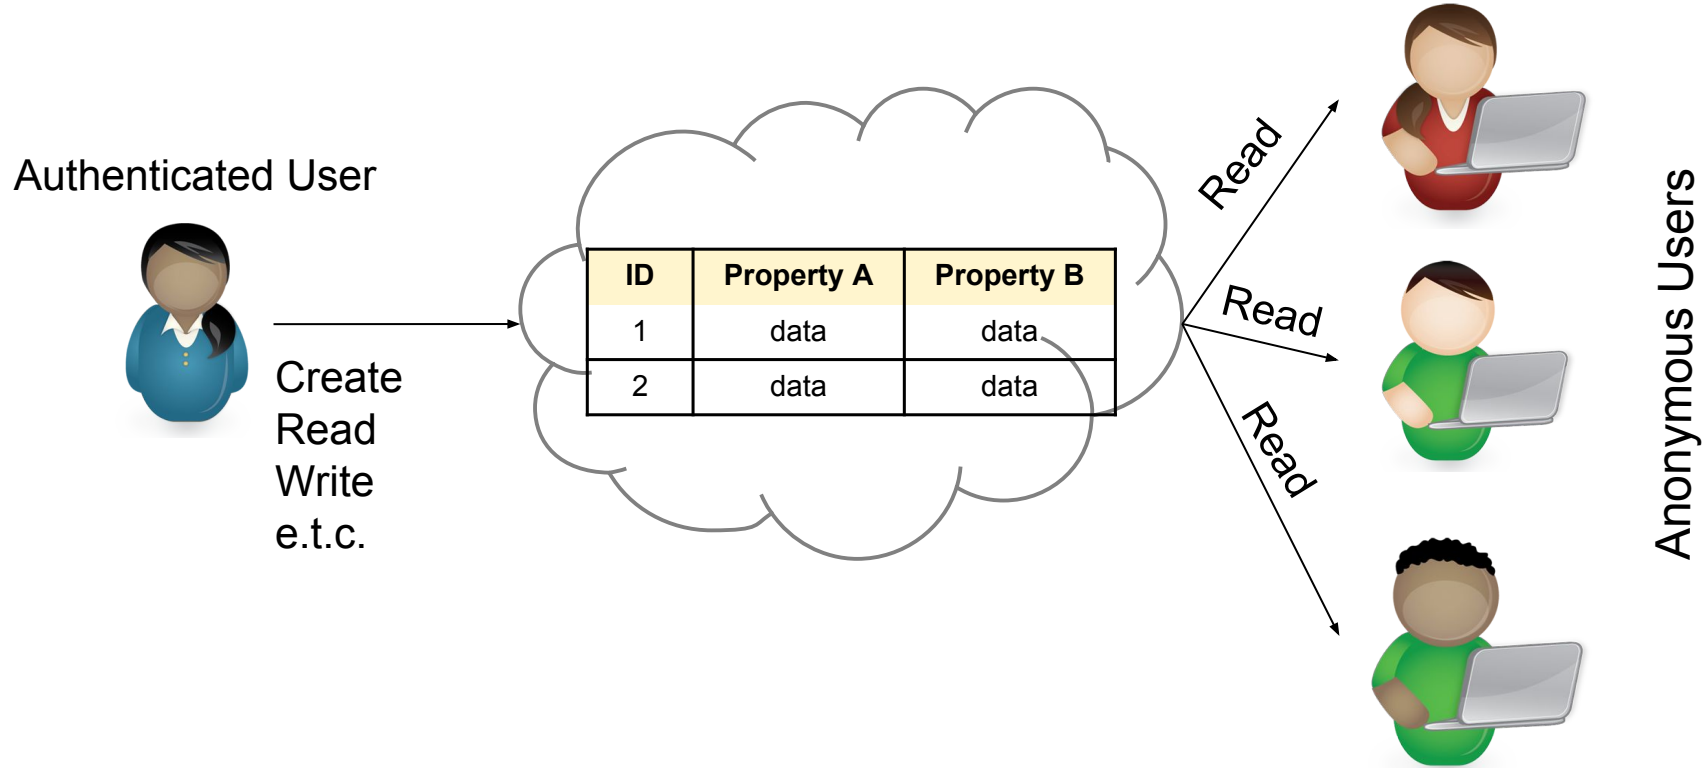 Authenticated User
Create
Read
Write
e.t.c.
ID Property A Property B
1 data data
2 data data
Read
Read
Read
Anonymous Users